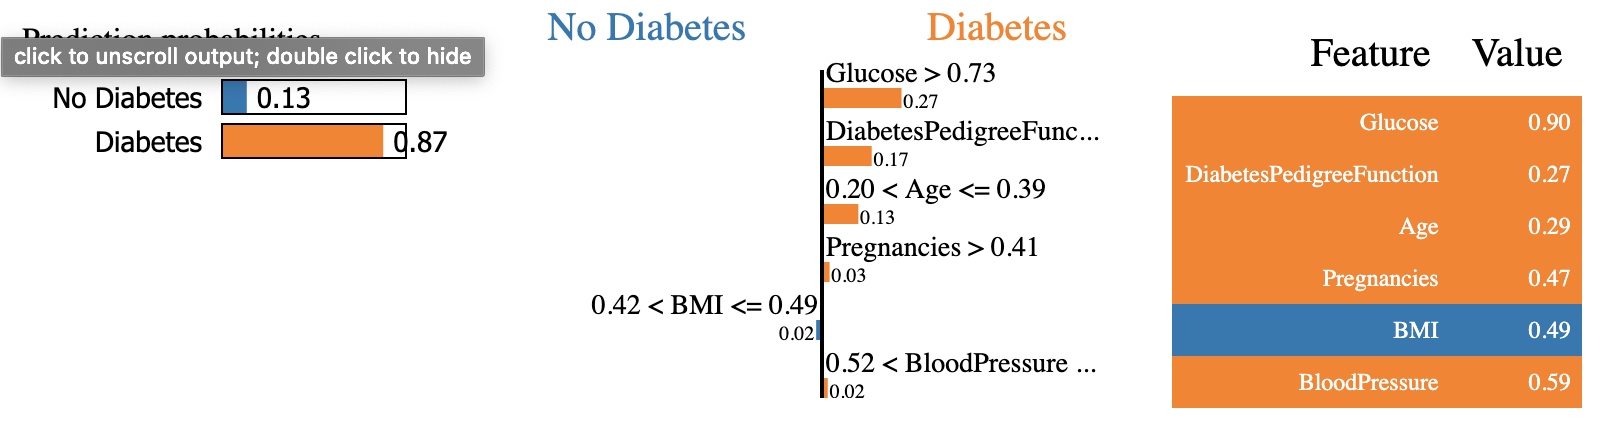 Prediction probabilities
click to unscroll output; double click to hide
No Diabetes 0.13
Diabetes 0.87
No Diabetes Diabetes
Glucose > 0.73
0.27
DiabetesPedigreeFunc...
0.17
0.20 < Age <= 0.39
0.13
Pregnancies > 0.41
0.03
0.42 < BMI <= 0.49
0.02
0.52 < BloodPressure ...
0.02
Feature Value
Glucose 0.90
DiabetesPedigreeFunction 0.27
Age 0.29
Pregnancies 0.47
BMI 0.49
BloodPressure 0.59